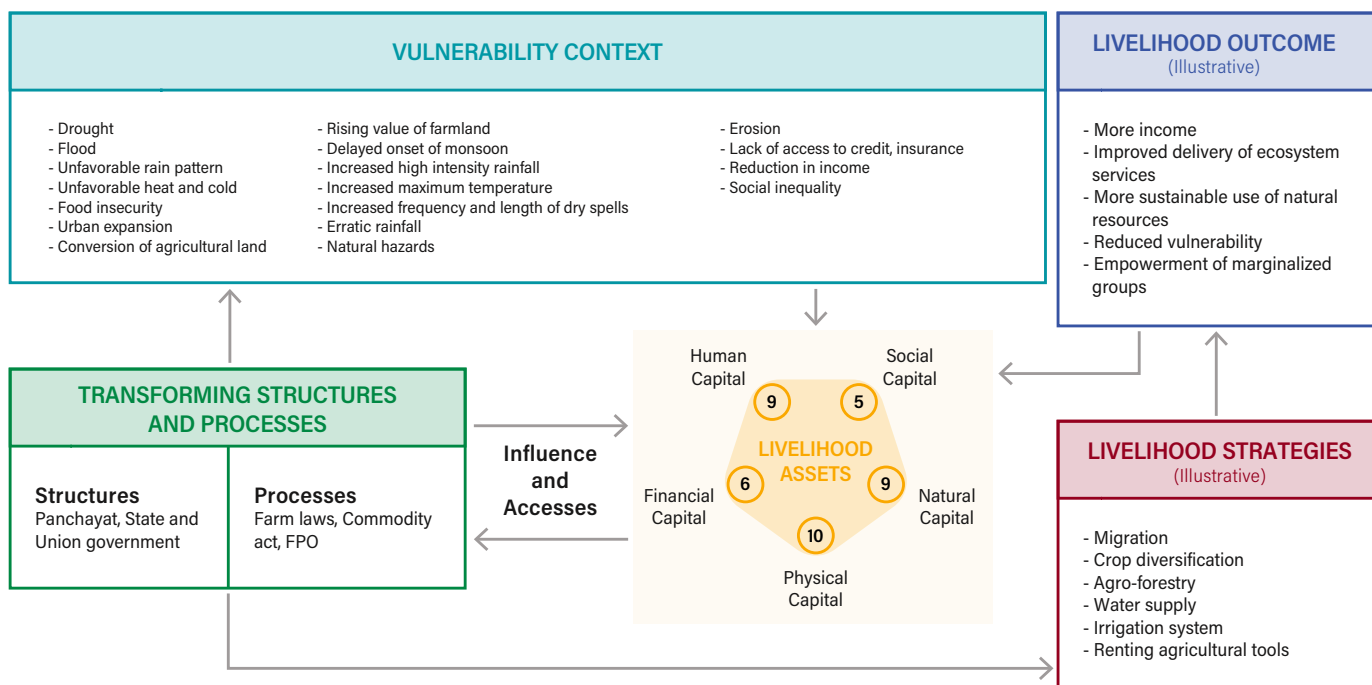 VULNERABILITY CONTEXT
- Drought
- Flood
- Unfavorable rain pattern
- Unfavorable heat and cold
- Food insecurity
- Urban expansion
- Conversion of agricultural land
- Rising value of farmland
- Delayed onset of monsoon
- Increased high intensity rainfall
- Increased maximum temperature
- Increased frequency and length of dry spells
- Erratic rainfall
- Natural hazards
- Erosion
- Lack of access to credit, insurance
- Reduction in income
- Social inequality
LIVELIHOOD OUTCOME
(Illustrative)
- More income
- Improved delivery of ecosystem
services
- More sustainable use of natural
resources
- Reduced vulnerability
- Empowerment of marginalized
groups
TRANSFORMING STRUCTURES
AND PROCESSES
Structures
Panchayat, State and
Union government
Processes
Farm laws, Commodity
act, FPO
Influence
and
Accesses
Human
Capital
9
Social
Capital
5
LIVELIHOOD
ASSETS
Financial
Capital
6
Natural
Capital
9
10
Physical
Capital
LIVELIHOOD STRATEGIES
(Illustrative)
- Migration
- Crop diversification
- Agro-forestry
- Water supply
- Irrigation system
- Renting agricultural tools